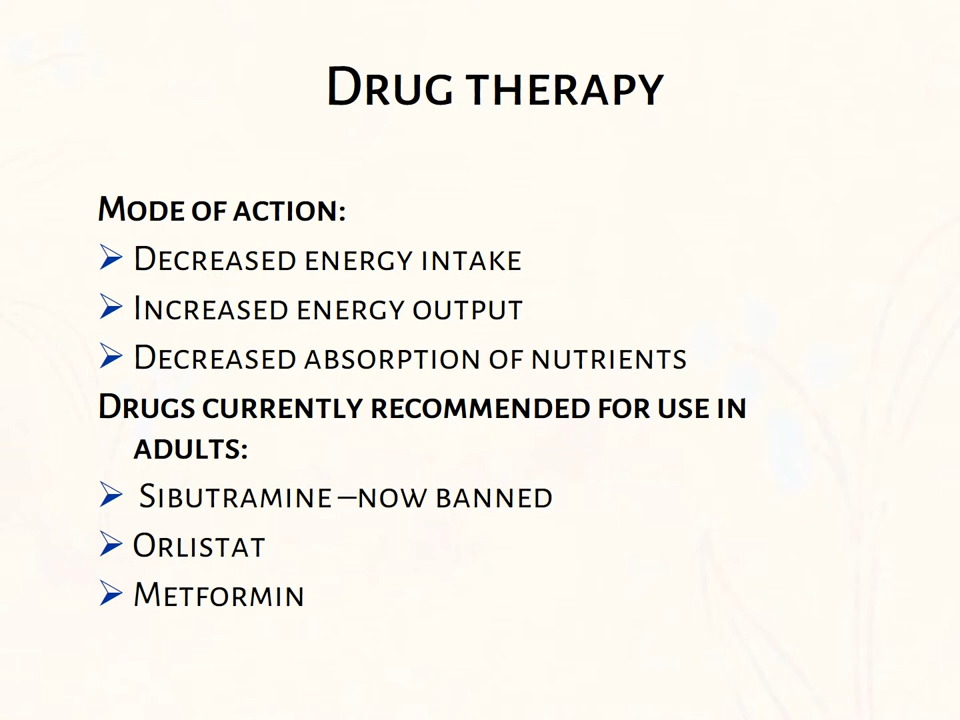 Drug therapy
Mode of action:
➢ Decreased energy intake
➢ Increased energy output
➢ Decreased absorption of nutrients
Drugs currently recommended for use in
adults:
➢ Sibutramine –now banned
➢ Orlistat
➢ Metformin